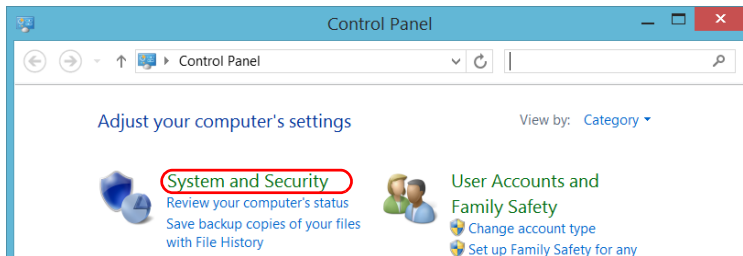 Control Panel
Control Panel
Adjust your computer's settings
View by: Category
System and Security
Review your computer's status
Save backup copies of your files
with File History
User Accounts and
Family Safety
Change account type
Set up Family Safety for any